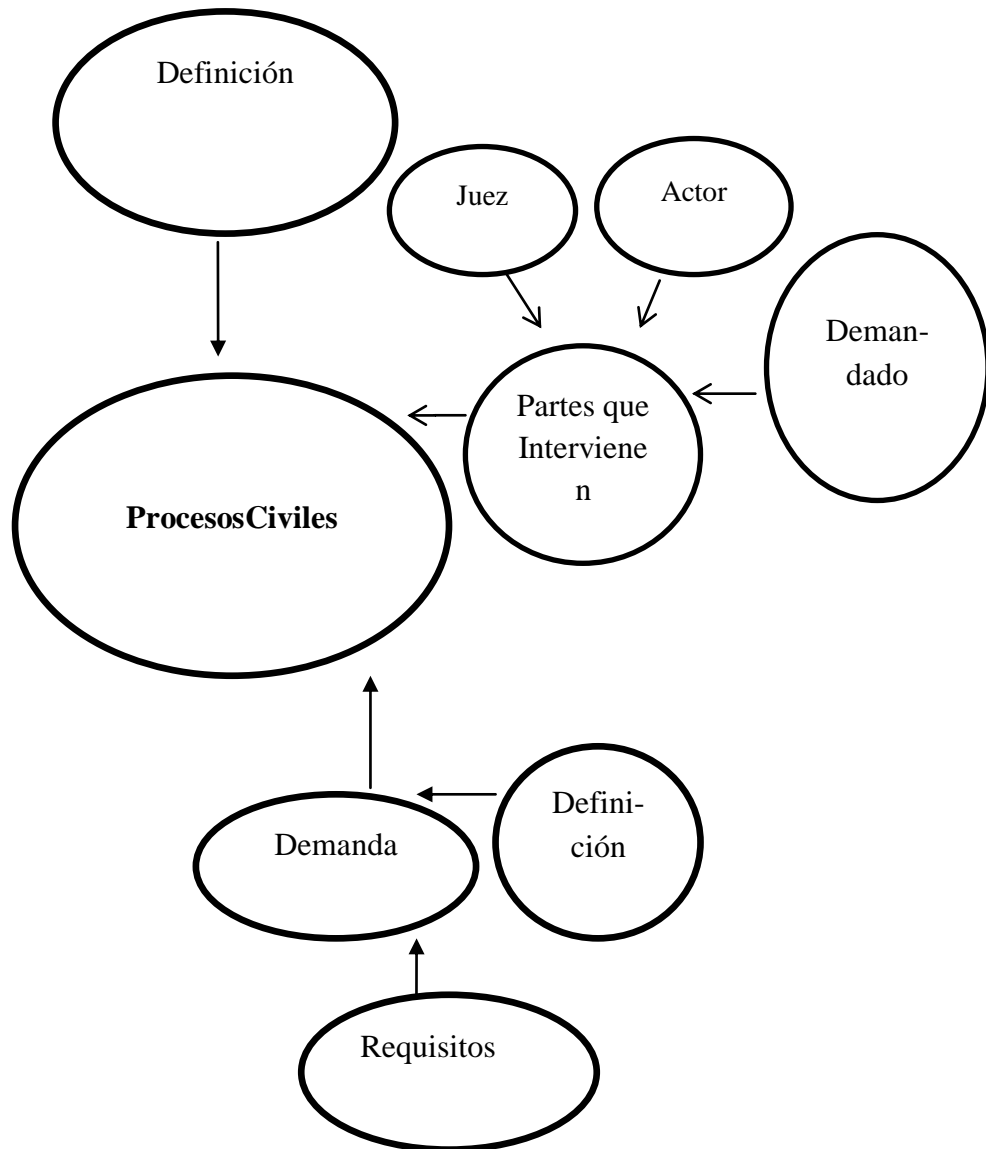 Definición
Juez
Actor
Deman-
dado
Partes que
Interviene
n
ProcesosCiviles
Demanda
Defini-
ción
Requisitos